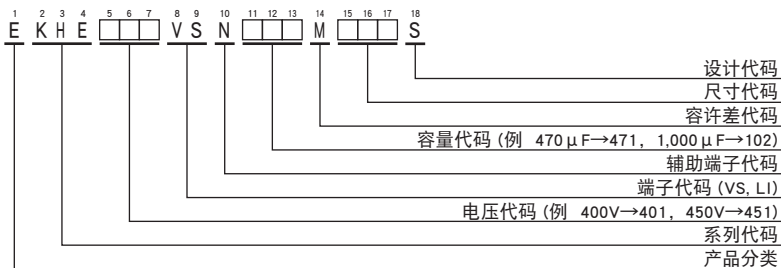 1 2 3 4 5 6 7 8 9 10 11 12 13 14 15 16 17 18
E K H E □□□ V S N □□□ M □□□ S
设计代码
尺寸代码
容许差代码
容量代码 (例 470μF→471, 1,000μF→102)
辅助端子代码
端子代码 (VS, LI)
电压代码 (例 400V→401, 450V→451)
系列代码
产品分类